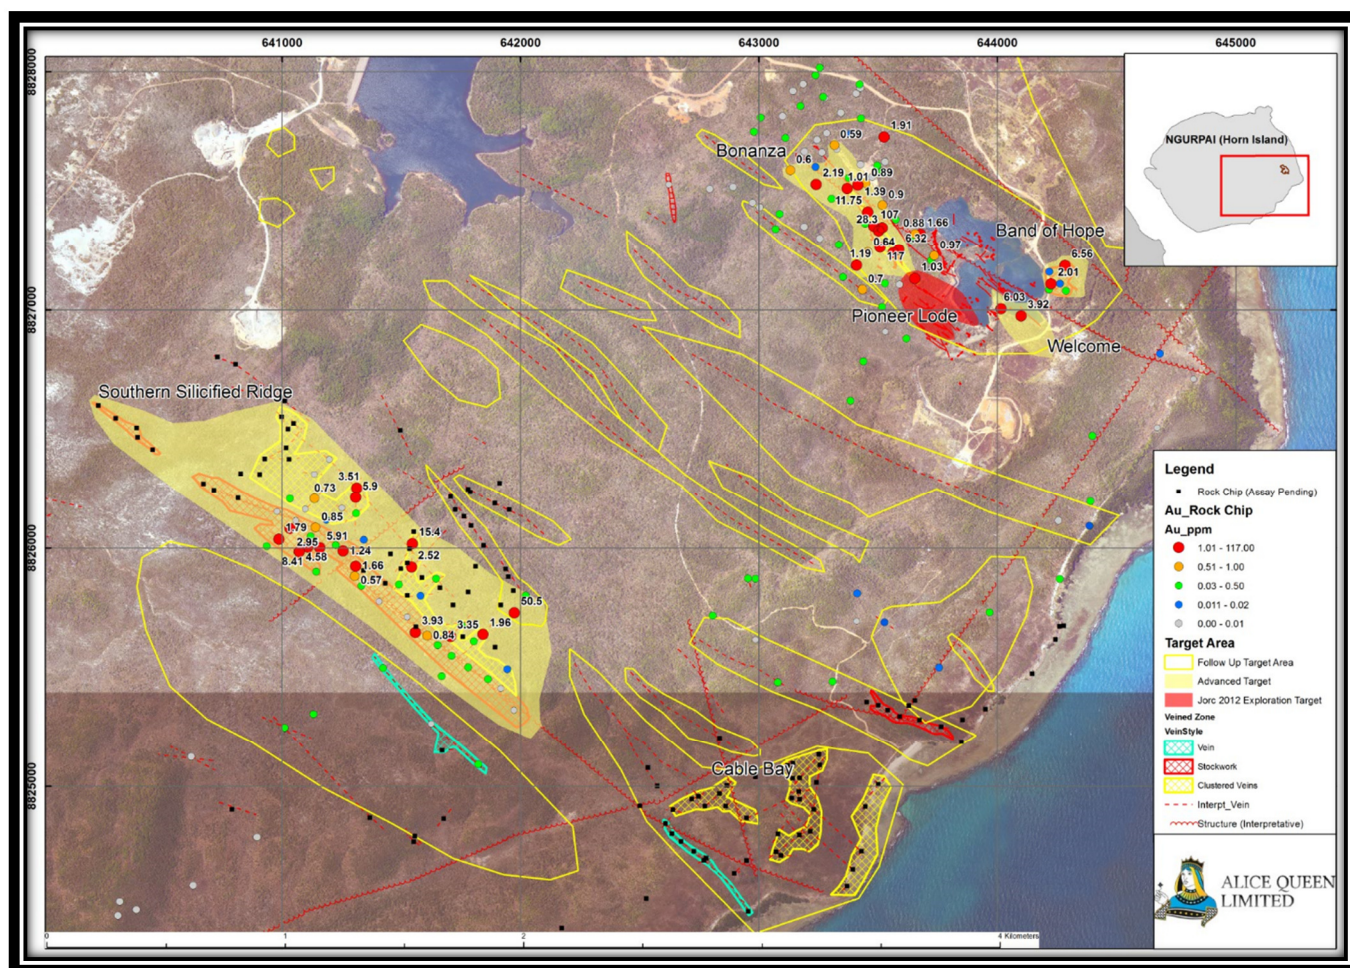 641000 642000 643000 644000 645000
8828000
8827000
8826000
8825000
NGURPAI (Horn Island)
Bonanza
Band of Hope
Pioneer Lode
Welcome
Southern Silicified Ridge
Cable Bay
1.91
0.59
0.6
2.19
1.01
0.89
1.39
0.9
11.75
107
28.3
0.88
1.66
6.32
0.64
117
0.97
1.03
1.19
0.7
6.56
2.01
6.03
3.92
3.51
5.9
0.73
0.85
1.79
2.95
5.91
8.41
4.58
1.24
1.66
0.57
15.4
2.52
50.5
3.93
0.84
3.35
1.96
Legend
Rock Chip (Assay Pending)
Au_Rock Chip
Au_ppm
1.01 - 117.00
0.51 - 1.00
0.03 - 0.50
0.011 - 0.02
0.00 - 0.01
Target Area
Follow Up Target Area
Advanced Target
Jorc 2012 Exploration Target
Veined Zone
VeinStyle
Vein
Stockwork
Clustered Veins
Interpt_Vein
Structure (Interpretative)
ALICE QUEEN
LIMITED
0 1 2 4 Kilometers